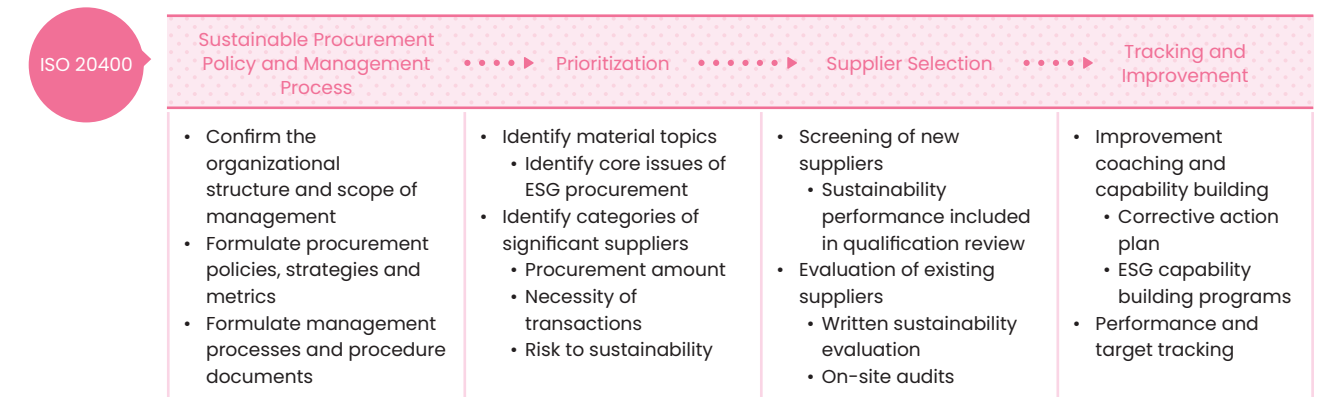 ISO 20400
Sustainable Procurement
Policy and Management
Process
Prioritization
Supplier Selection
Tracking and
Improvement
• Confirm the
organizational
structure and scope of
management
• Formulate procurement
policies, strategies and
metrics
• Formulate management
processes and procedure
documents
• Identify material topics
• Identify core issues of
ESG procurement
• Identify categories of
significant suppliers
• Procurement amount
• Necessity of
transactions
• Risk to sustainability
• Screening of new
suppliers
• Sustainability
performance included
in qualification review
• Evaluation of existing
suppliers
• Written sustainability
evaluation
• On-site audits
• Improvement
coaching and
capability building
• Corrective action
plan
• ESG capability
building programs
• Performance and
target tracking